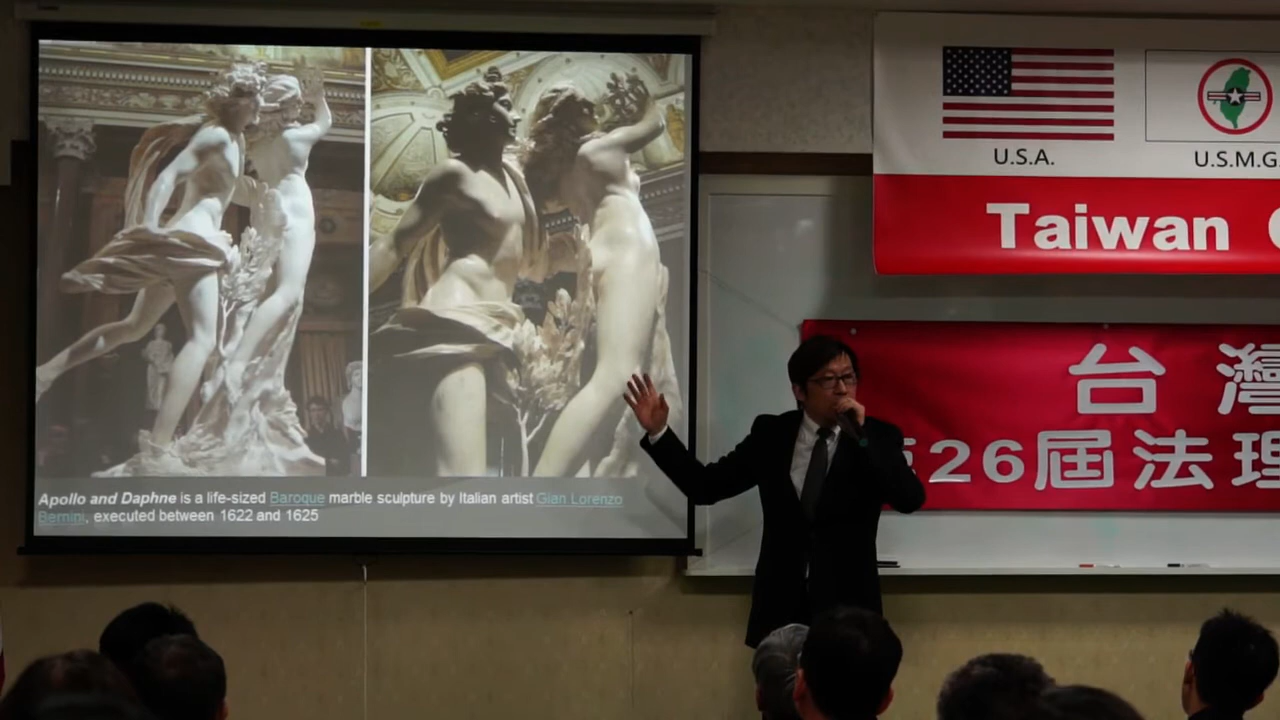 Apollo and Daphne is a life-sized Baroque marble sculpture by Italian artist Gian Lorenzo
Bernini, executed between 1622 and 1625
U.S.A.
U.S.M.G
Taiwan
台灣
26屆法理